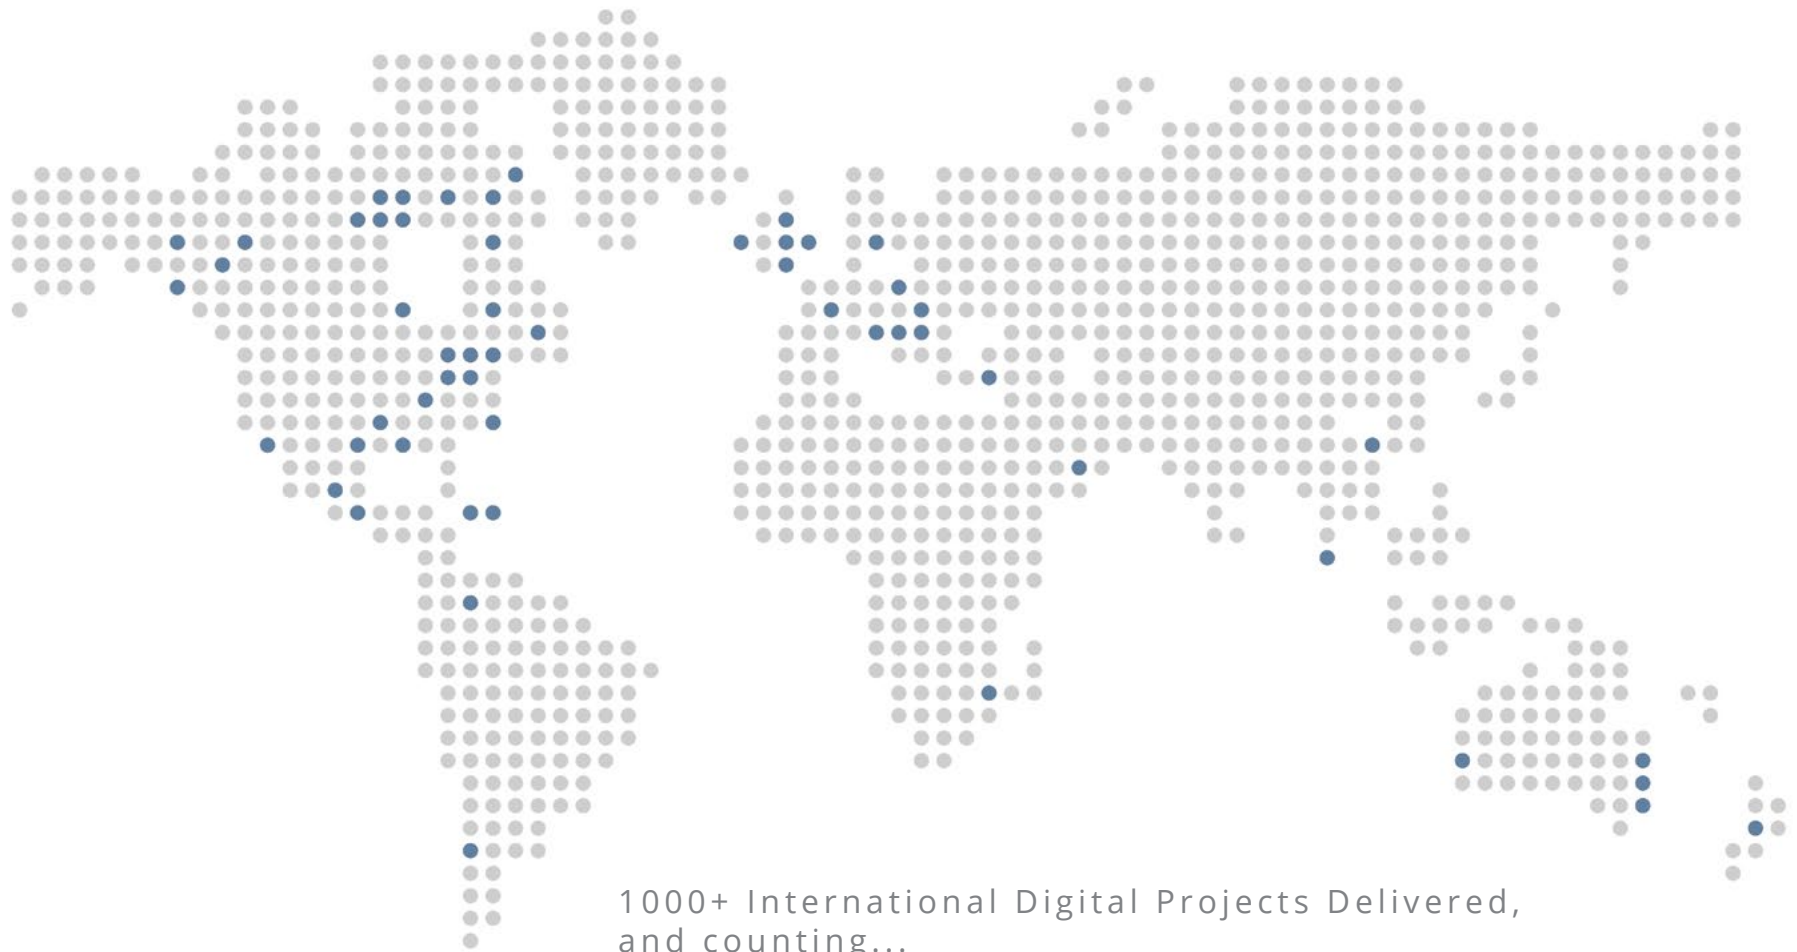 1000+ International Digital Projects Delivered,
and counting...